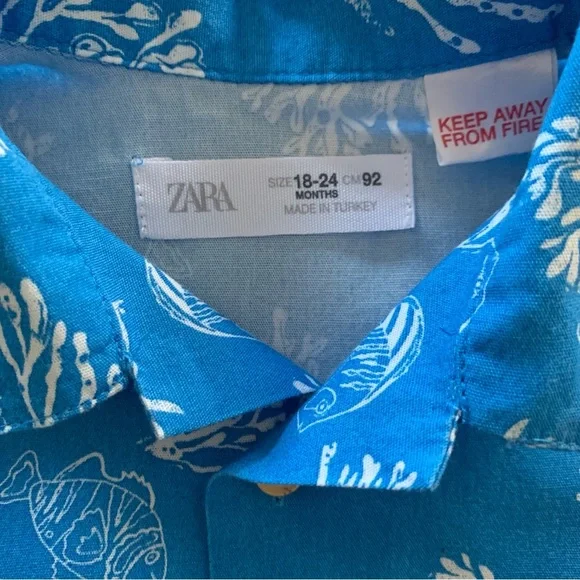 ZARA
SIZE 18-24 CM 92
MONTHS
MADE IN TURKEY
KEEP AWAY
FROM FIRE